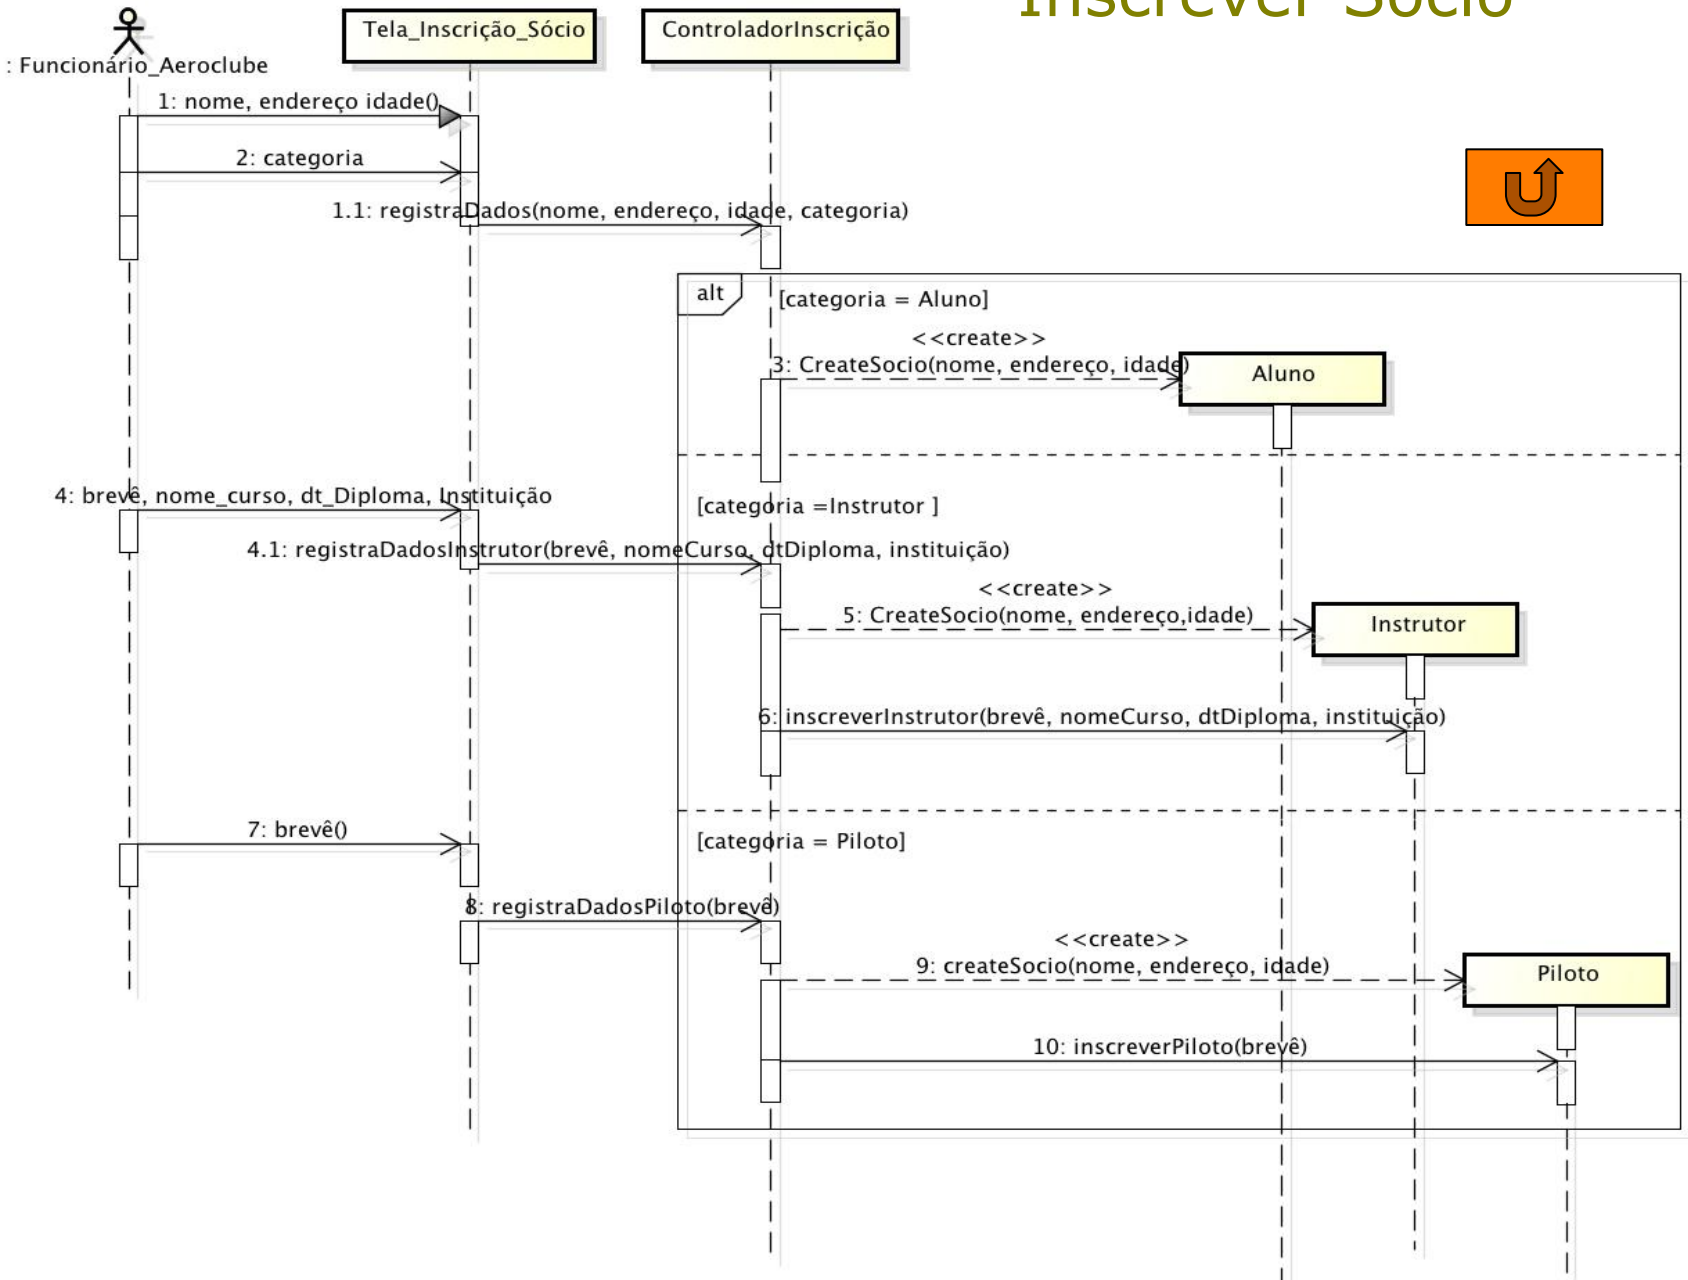 Inscrever Sócio
: Funcionário_Aeroclube
Tela_Inscrição_Sócio
ControladorInscrição
1: nome, endereço idade()
2: categoria
1.1: registraDados(nome, endereço, idade, categoria)
alt
[categoria = Aluno]
<<create>>
3: CreateSocio(nome, endereço, idade)
Aluno
4: brevê, nome_curso, dt_Diploma, Instituição
[categoria =Instrutor ]
4.1: registraDadosInstrutor(brevê, nomeCurso, dtDiploma, instituição)
<<create>>
5: CreateSocio(nome, endereço,idade)
Instrutor
6: inscreverInstrutor(brevê, nomeCurso, dtDiploma, instituição)
7: brevê()
[categoria = Piloto]
8: registraDadosPiloto(brevê)
<<create>>
9: createSocio(nome, endereço, idade)
Piloto
10: inscreverPiloto(brevê)